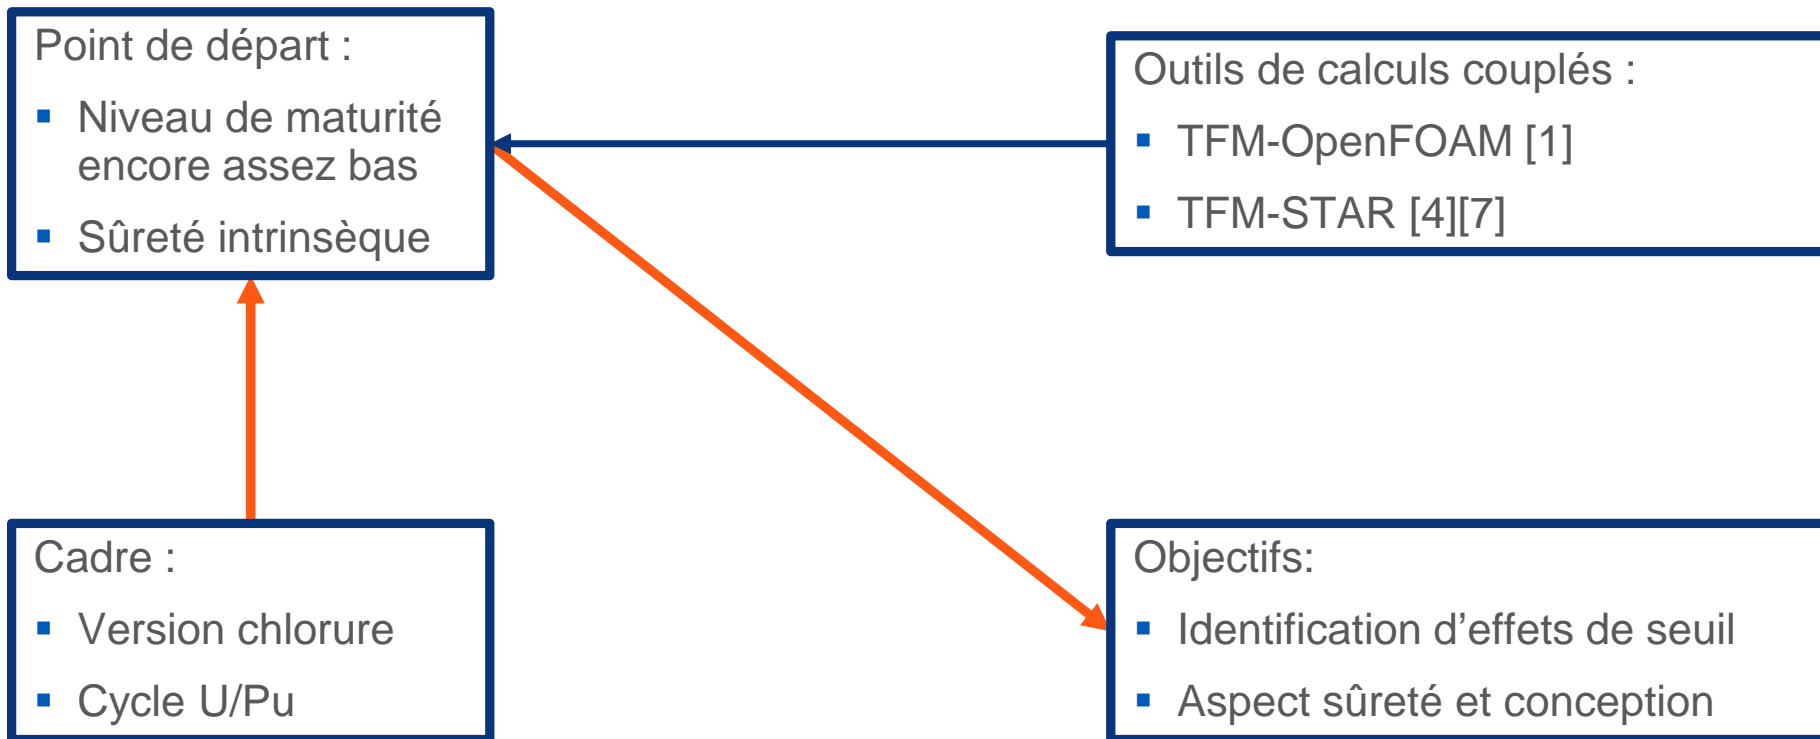 Point de départ :
▪ Niveau de maturité
encore assez bas
▪ Sûreté intrinsèque
Outils de calculs couplés :
▪ TFM-OpenFOAM [1]
▪ TFM-STAR [4][7]
Cadre :
▪ Version chlorure
▪ Cycle U/Pu
Objectifs:
▪ Identification d’effets de seuil
▪ Aspect sûreté et conception